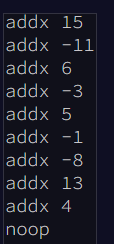 addx 15
addx -11
addx 6
addx -3
addx 5
addx -1
addx -8
addx 13
addx 4
noop